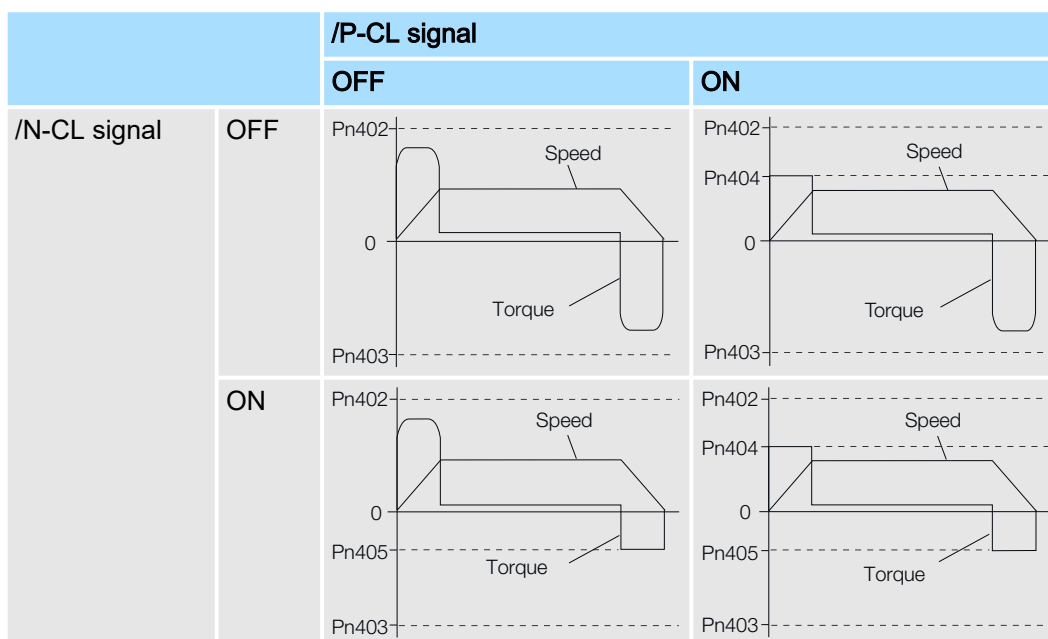 /P-CL signal
OFF ON
/N-CL signal OFF
Pn402
Speed
0
Torque
Pn403
Pn402
Speed
Pn404
0
Torque
Pn403
ON
Pn402
Speed
0
Pn405
Torque
Pn403
Pn402
Speed
Pn404
0
Pn405
Torque
Pn403